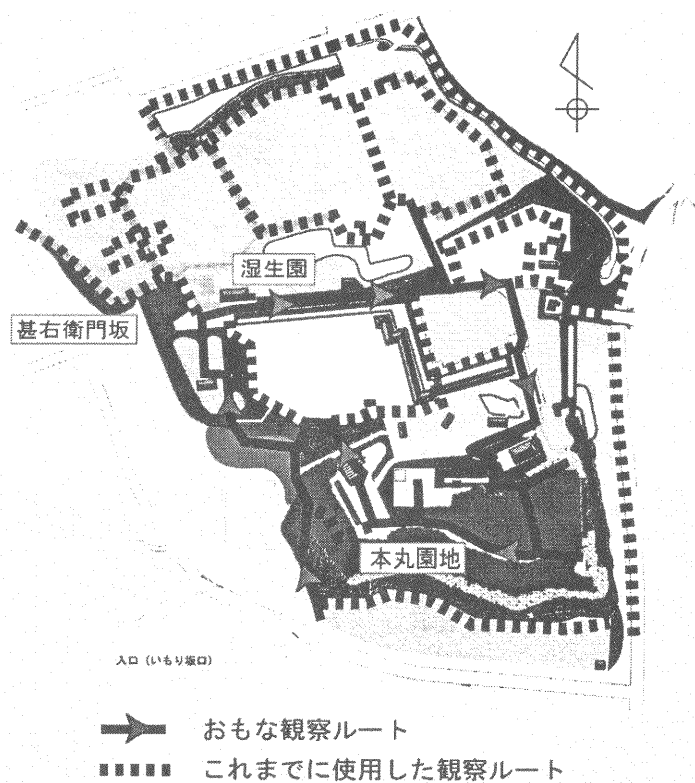 湿生園
甚右衛門坂
本丸園地
入口（いもり坂口）
おもな観察ルート
これまでに使用した観察ルート